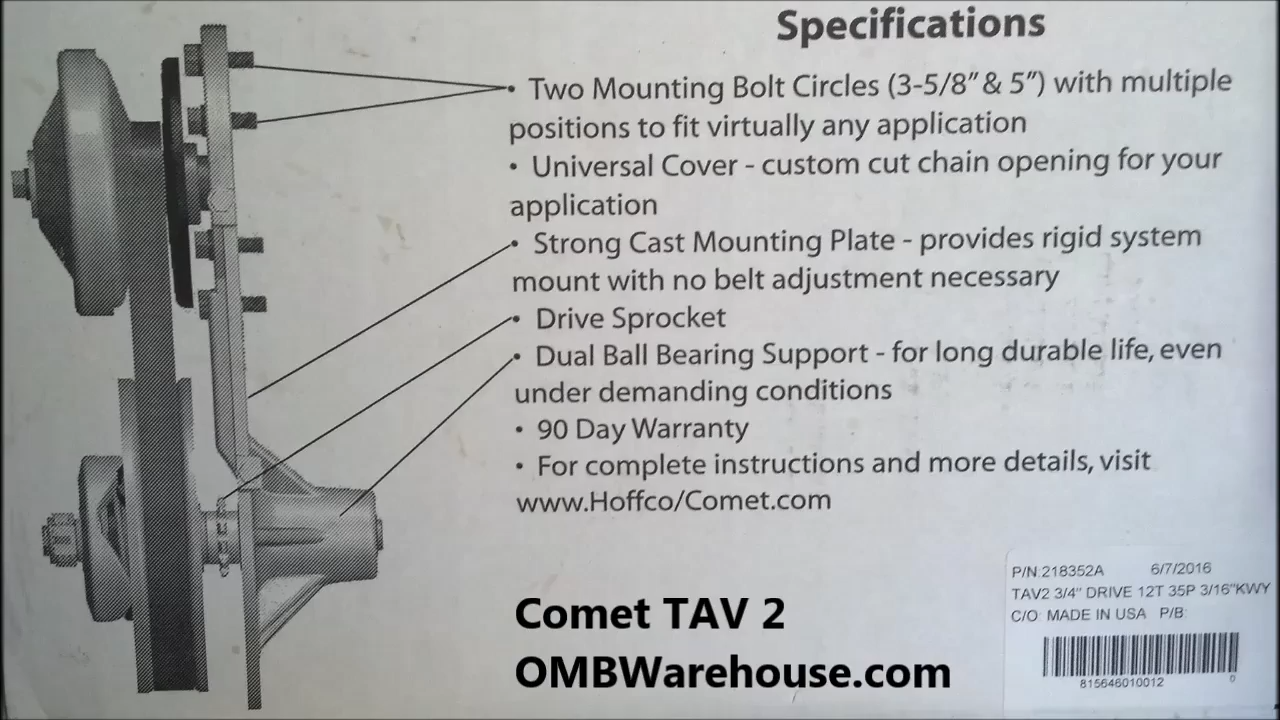 Specifications
• Two Mounting Bolt Circles (3-5/8” & 5”) with multiple
positions to fit virtually any application
• Universal Cover - custom cut chain opening for your
application
• Strong Cast Mounting Plate - provides rigid system
mount with no belt adjustment necessary
• Drive Sprocket
• Dual Ball Bearing Support - for long durable life, even
under demanding conditions
• 90 Day Warranty
• For complete instructions and more details, visit
www.Hoffco/Comet.com
P/N:218352A 6/7/2016
TAV2 3/4" DRIVE 12T 35P 3/16"KWY
C/O: MADE IN USA P/B:
815646010012 0
Comet TAV 2
OMBWarehouse.com